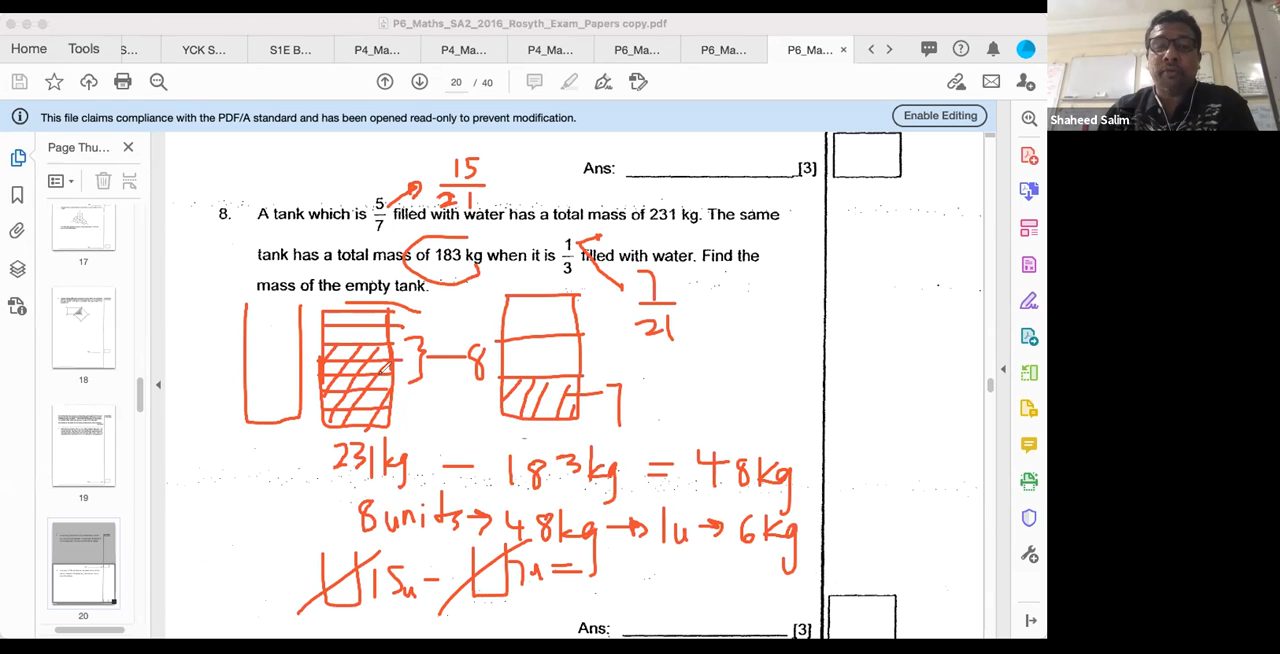 P6_Maths_SA2_2016_Rosyth_Exam_Papers copy.pdf
Home Tools S... YCK S... S1E B... P4_Ma... P4_Ma... P4_Ma... P6_Ma... P6_Ma... P6_Ma... ×
20 / 40
This file claims compliance with the PDF/A standard and has been opened read-only to prevent modification. Enable Editing
Shaheed Salim
Page Thu... ×
17
18
19
20
Ans: [3]
15/21
8. A tank which is 5/7 filled with water has a total mass of 231 kg. The same
tank has a total mass of 183 kg when it is 1/3 filled with water. Find the
mass of the empty tank.
7/21
8
7
231kg − 183kg = 48kg
8units → 48kg → 1u → 6kg
15u − 7u =
Ans: [3]